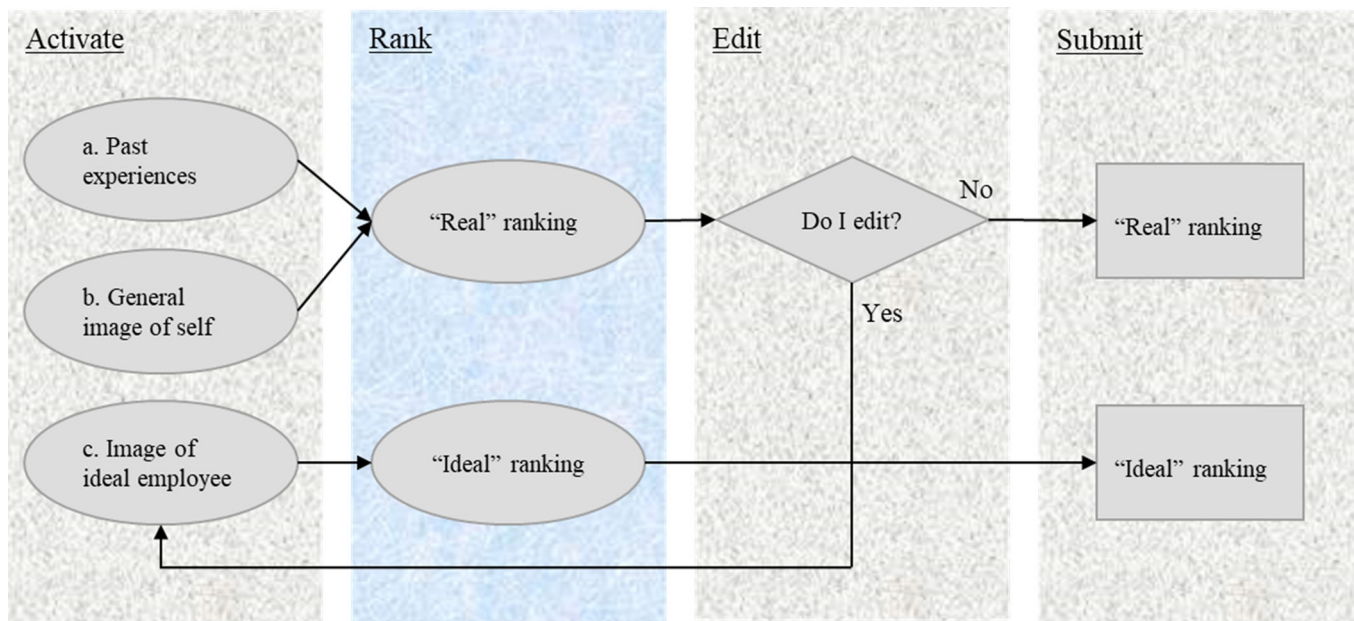 Activate
Rank
Edit
Submit
a. Past
experiences
“Real” ranking
Do I edit?
No
“Real” ranking
b. General
image of self
Yes
c. Image of
ideal employee
“Ideal” ranking
“Ideal” ranking